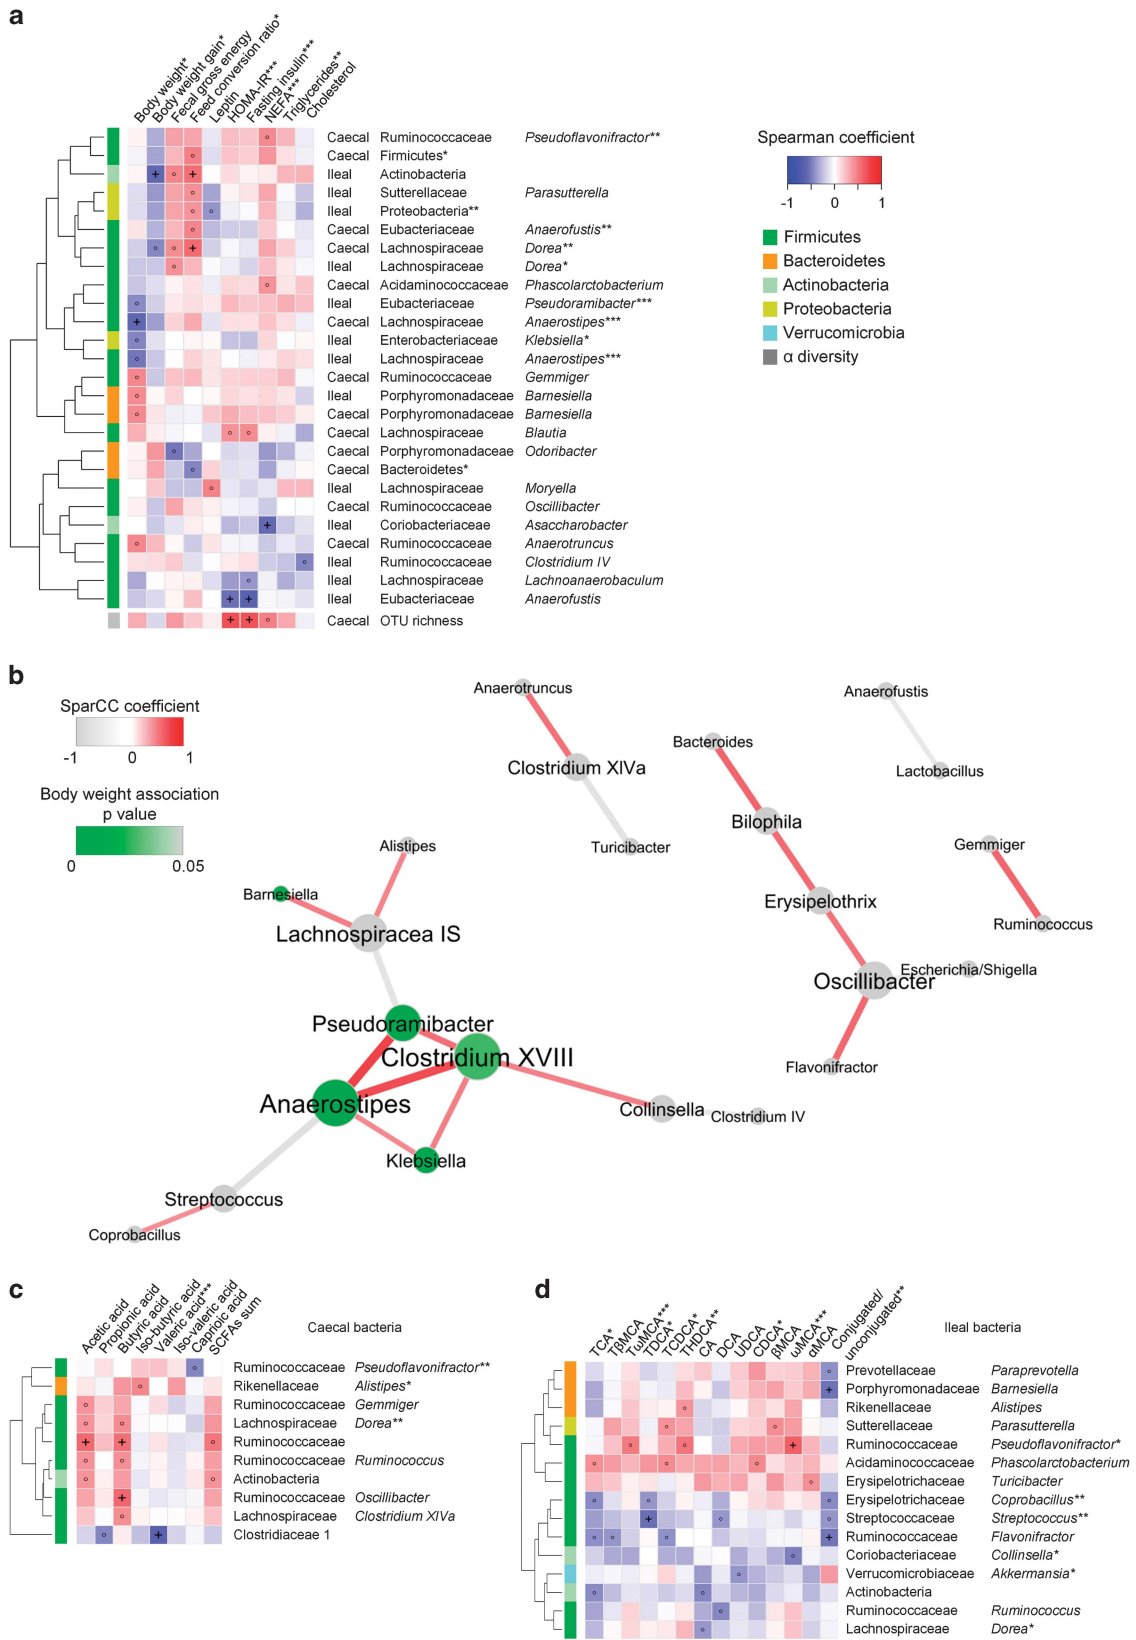 a
Body weight*
Body weight gain*
Fecal gross energy
Feed conversion ratio*
Leptin
HOMA-IR***
Fasting insulin***
NEFA***
Triglycerides**
Cholesterol
Caecal Ruminococcaceae Pseudoflavonifractor**
Caecal Firmicutes*
Ileal Actinobacteria
Ileal Sutterellaceae Parasutterella
Ileal Proteobacteria**
Caecal Eubacteriaceae Anaerofustis**
Caecal Lachnospiraceae Dorea**
Ileal Lachnospiraceae Dorea*
Caecal Acidaminococcaceae Phascolarctobacterium
Ileal Eubacteriaceae Pseudoramibacter***
Caecal Lachnospiraceae Anaerostipes***
Ileal Enterobacteriaceae Klebsiella*
Ileal Lachnospiraceae Anaerostipes***
Caecal Ruminococcaceae Gemmiger
Ileal Porphyromonadaceae Barnesiella
Caecal Porphyromonadaceae Barnesiella
Caecal Lachnospiraceae Blautia
Caecal Porphyromonadaceae Odoribacter
Caecal Bacteroidetes*
Ileal Lachnospiraceae Moryella
Caecal Ruminococcaceae Oscillibacter
Ileal Coriobacteriaceae Asaccharobacter
Caecal Ruminococcaceae Anaerotruncus
Ileal Ruminococcaceae Clostridium IV
Ileal Lachnospiraceae Lachnoanaerobaculum
Ileal Eubacteriaceae Anaerofustis
Caecal OTU richness
Spearman coefficient
-1 0 1
Firmicutes
Bacteroidetes
Actinobacteria
Proteobacteria
Verrucomicrobia
α diversity
b
SparCC coefficient
-1 0 1
Body weight association
p value
0 0.05
Anaerotruncus
Clostridium XIVa
Turicibacter
Anaerofustis
Lactobacillus
Bacteroides
Bilophila
Erysipelothrix
Oscillibacter
Escherichia/Shigella
Flavonifractor
Gemmiger
Ruminococcus
Alistipes
Barnesiella
Lachnospiracea IS
Pseudoramibacter
Clostridium XVIII
Anaerostipes
Klebsiella
Collinsella
Clostridium IV
Streptococcus
Coprobacillus
c
Acetic acid
Propionic acid
Butyric acid
Iso-butyric acid
Valeric acid***
Iso-valeric acid
Caprioic acid
SCFAs sum
Caecal bacteria
Ruminococcaceae Pseudoflavonifractor**
Rikenellaceae Alistipes*
Ruminococcaceae Gemmiger
Lachnospiraceae Dorea**
Ruminococcaceae
Ruminococcaceae Ruminococcus
Actinobacteria
Ruminococcaceae Oscillibacter
Lachnospiraceae Clostridium XIVa
Clostridiaceae 1
d
TCA*
TβMCA
TωMCA***
TDCA*
TCDCA*
THDCA**
CA
DCA
UDCA
CDCA*
βMCA
ωMCA***
αMCA
Conjugated/
unconjugated**
Ileal bacteria
Prevotellaceae Paraprevotella
Porphyromonadaceae Barnesiella
Rikenellaceae Alistipes
Sutterellaceae Parasutterella
Ruminococcaceae Pseudoflavonifractor*
Acidaminococcaceae Phascolarctobacterium
Erysipelotrichaceae Turicibacter
Erysipelotrichaceae Coprobacillus**
Streptococcaceae Streptococcus**
Ruminococcaceae Flavonifractor
Coriobacteriaceae Collinsella*
Verrucomicrobiaceae Akkermansia*
Actinobacteria
Ruminococcaceae Ruminococcus
Lachnospiraceae Dorea*